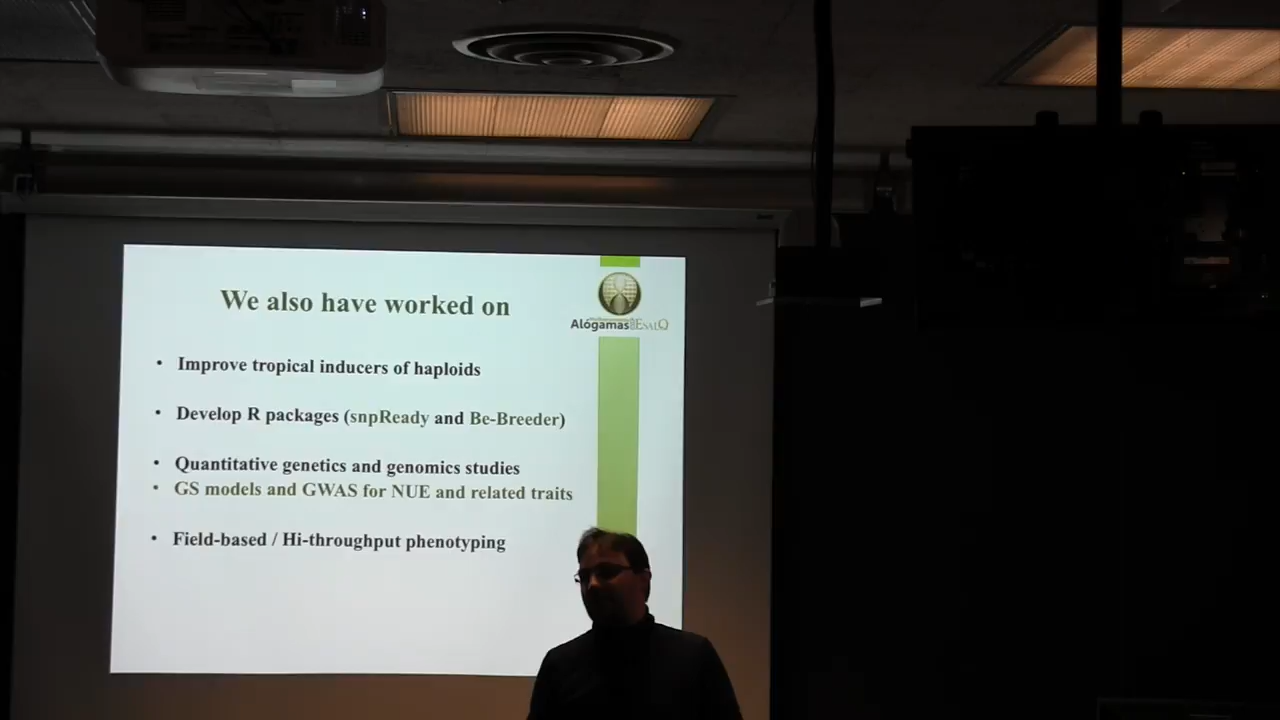 We also have worked on
Alógamas ESALQ
• Improve tropical inducers of haploids
• Develop R packages (snpReady and Be-Breeder)
• Quantitative genetics and genomics studies
• GS models and GWAS for NUE and related traits
• Field-based / Hi-throughput phenotyping